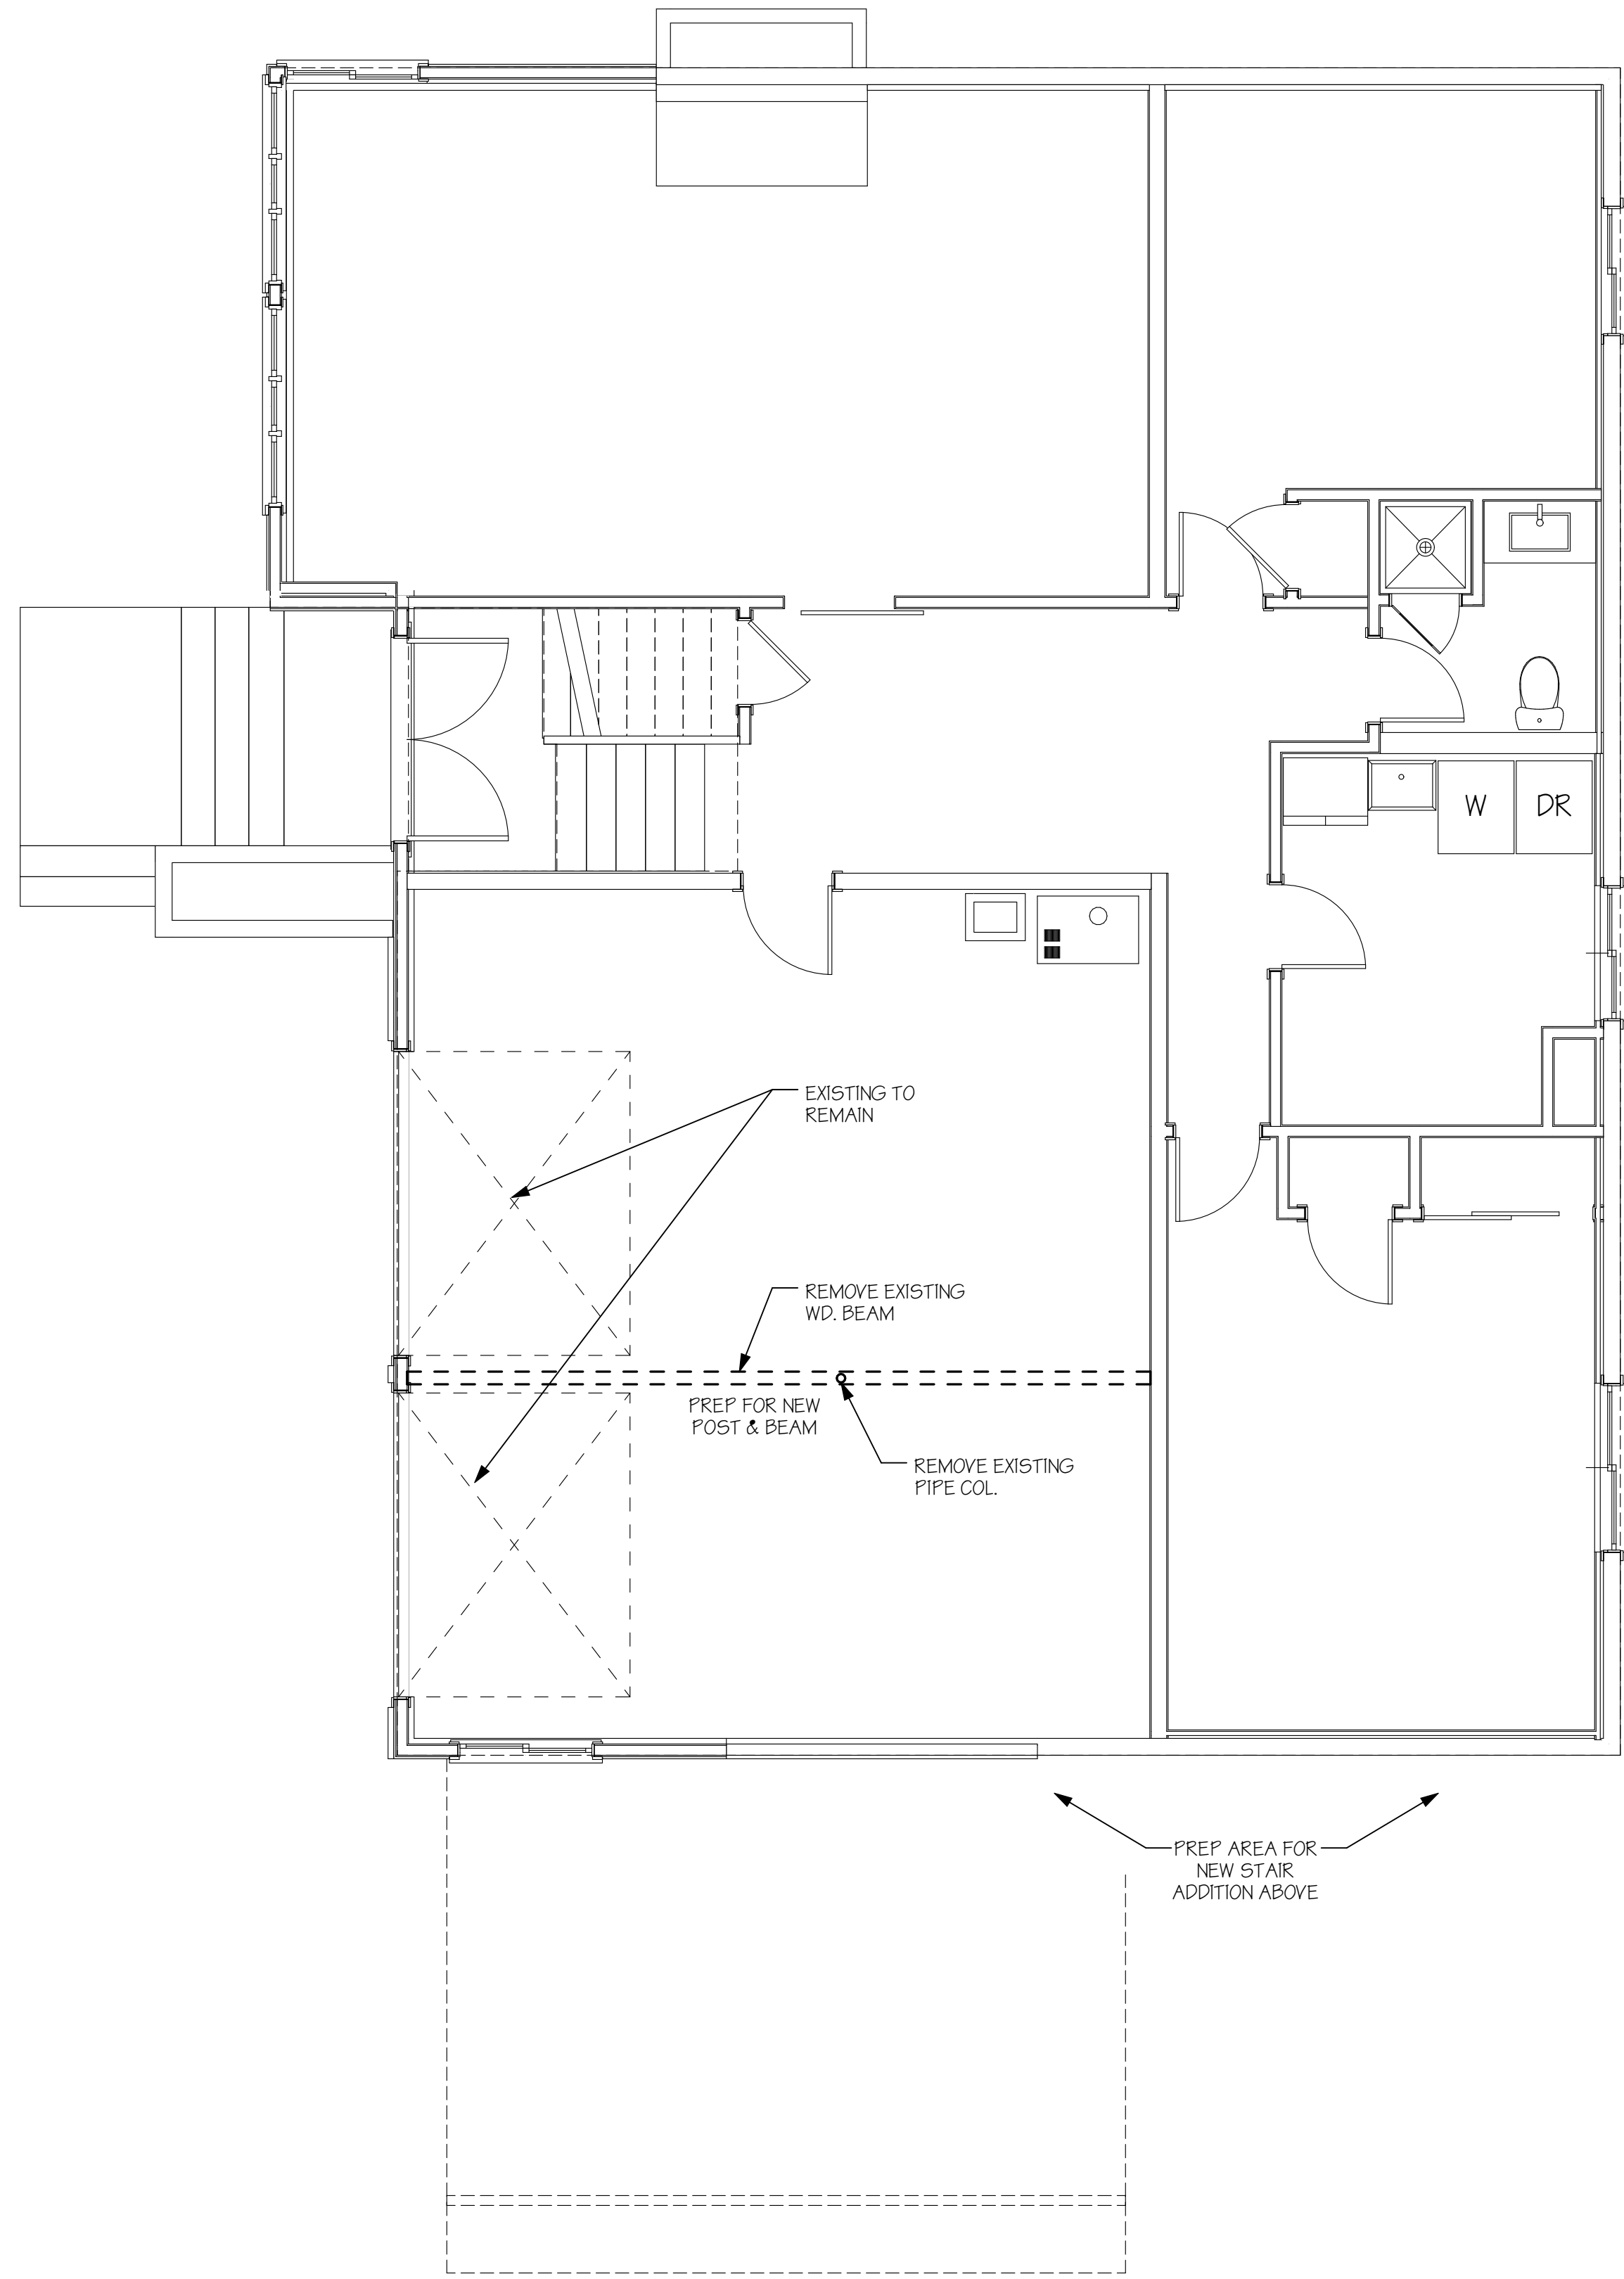 W
DR
EXISTING TO
REMAIN
REMOVE EXISTING
WD. BEAM
PREP FOR NEW
POST & BEAM
REMOVE EXISTING
PIPE COL.
PREP AREA FOR
NEW STAIR
ADDITION ABOVE